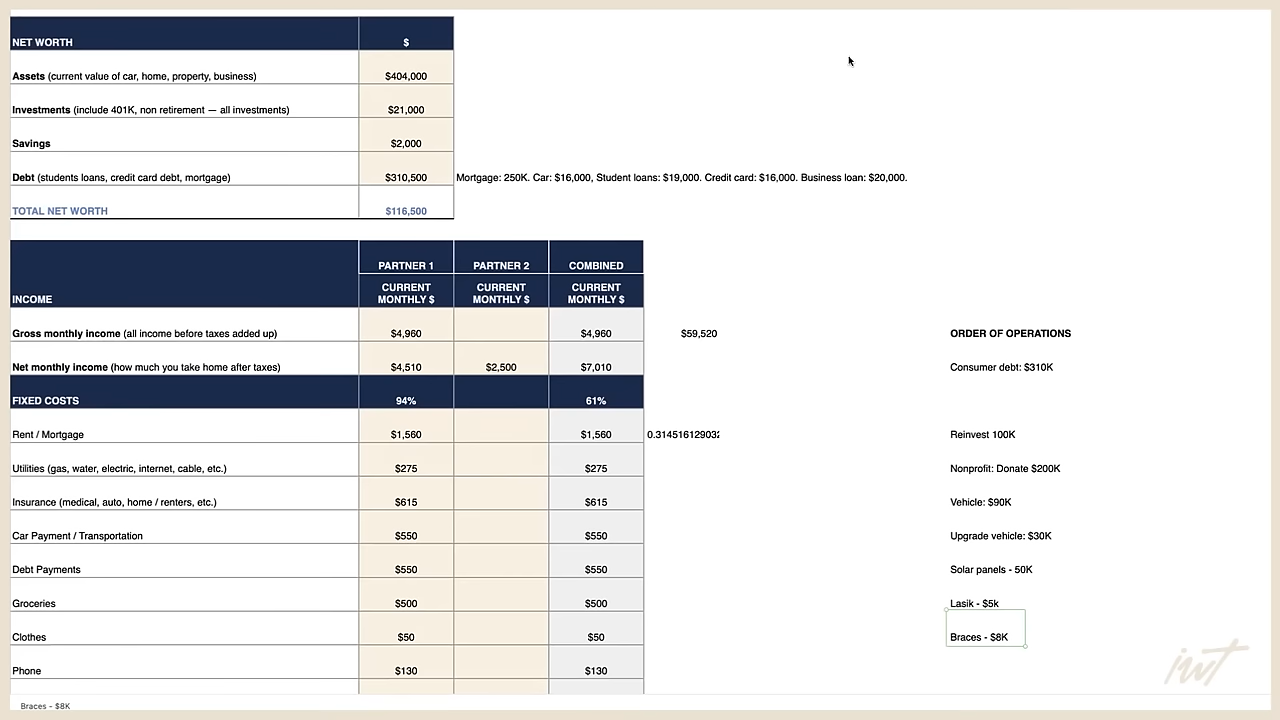 NET WORTH $
Assets (current value of car, home, property, business) $404,000
Investments (include 401K, non retirement — all investments) $21,000
Savings $2,000
Debt (students loans, credit card debt, mortgage) $310,500 Mortgage: 250K. Car: $16,000, Student loans: $19,000. Credit card: $16,000. Business loan: $20,000.
TOTAL NET WORTH $116,500
PARTNER 1 PARTNER 2 COMBINED
INCOME CURRENT MONTHLY $ CURRENT MONTHLY $ CURRENT MONTHLY $
Gross monthly income (all income before taxes added up) $4,960 $4,960 $59,520 ORDER OF OPERATIONS
Net monthly income (how much you take home after taxes) $4,510 $2,500 $7,010 Consumer debt: $310K
FIXED COSTS 94% 61%
Rent / Mortgage $1,560 $1,560 0.314516129032 Reinvest 100K
Utilities (gas, water, electric, internet, cable, etc.) $275 $275 Nonprofit: Donate $200K
Insurance (medical, auto, home / renters, etc.) $615 $615 Vehicle: $90K
Car Payment / Transportation $550 $550 Upgrade vehicle: $30K
Debt Payments $550 $550 Solar panels - 50K
Groceries $500 $500 Lasik - $5k
Clothes $50 $50 Braces - $8K
Phone $130 $130
iwt
Braces - $8K